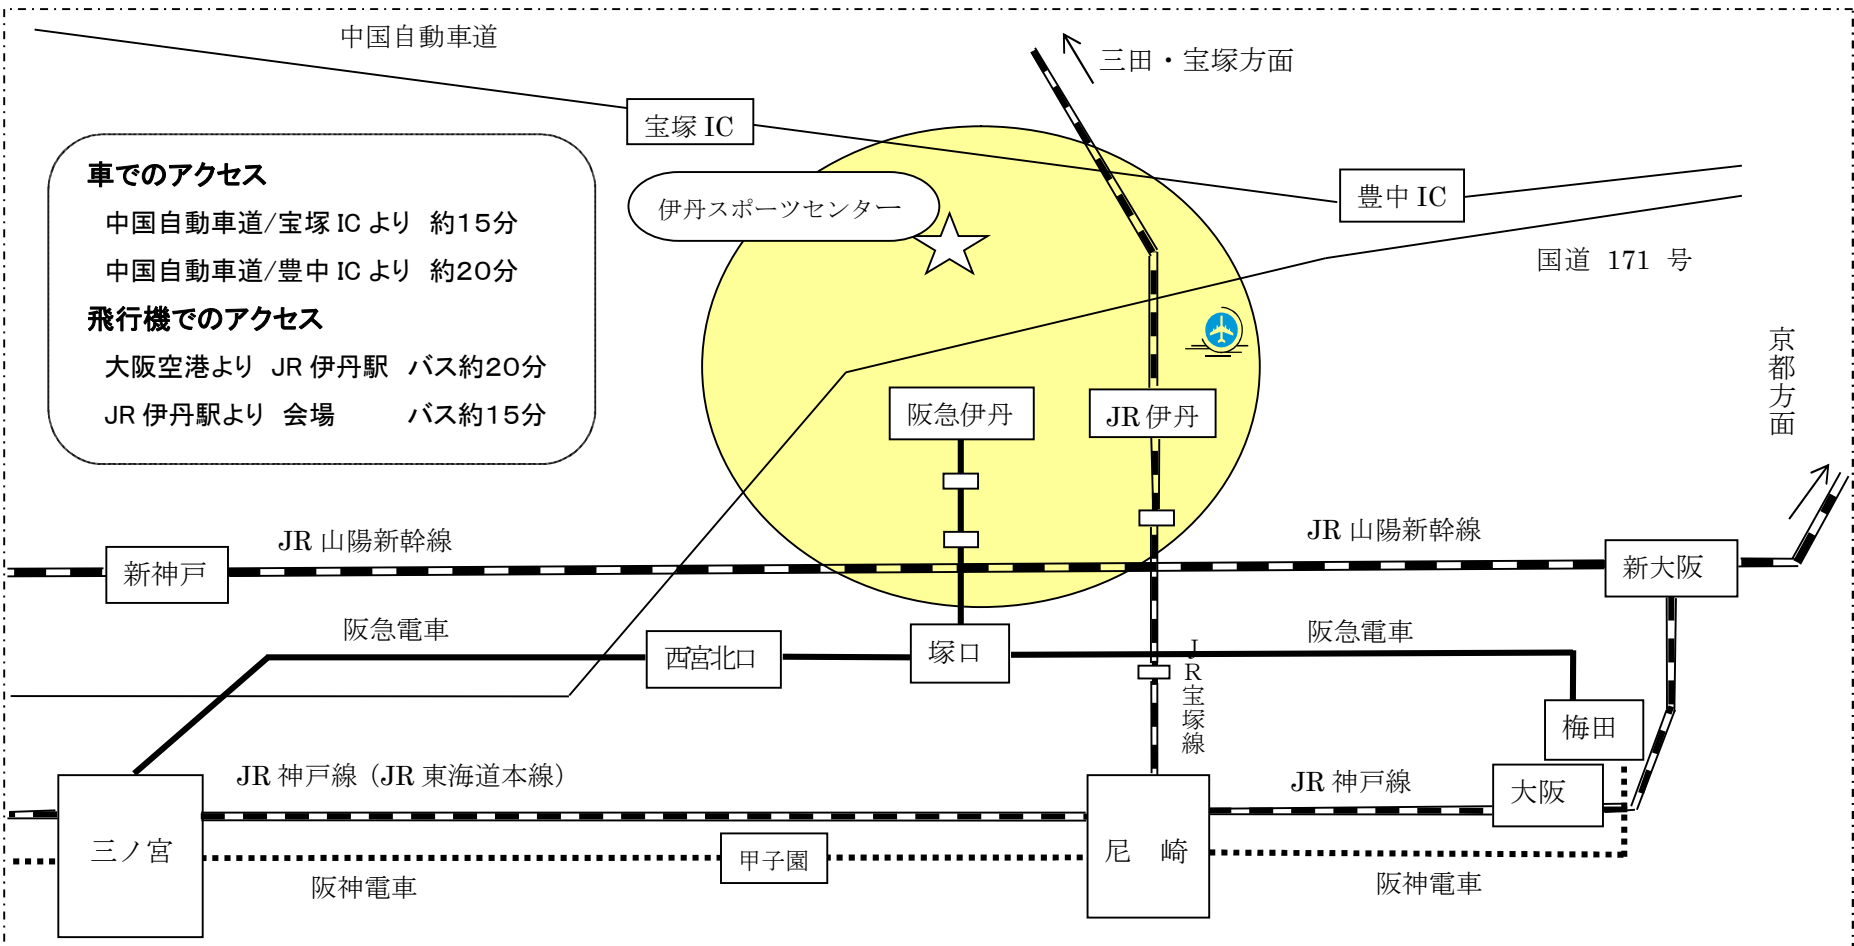 中国自動車道
三田・宝塚方面
宝塚 IC
豊中 IC
車でのアクセス
中国自動車道/宝塚 IC より 約15分
中国自動車道/豊中 IC より 約20分
飛行機でのアクセス
大阪空港より JR 伊丹駅 バス約20分
JR 伊丹駅より 会場 バス約15分
伊丹スポーツセンター
国道 171 号
京都方面
阪急伊丹
JR 伊丹
JR 山陽新幹線
JR 山陽新幹線
新神戸
新大阪
阪急電車
阪急電車
西宮北口
塚口
JR宝塚線
梅田
JR 神戸線（JR 東海道本線）
JR 神戸線
大阪
三ノ宮
甲子園
尼 崎
阪神電車
阪神電車